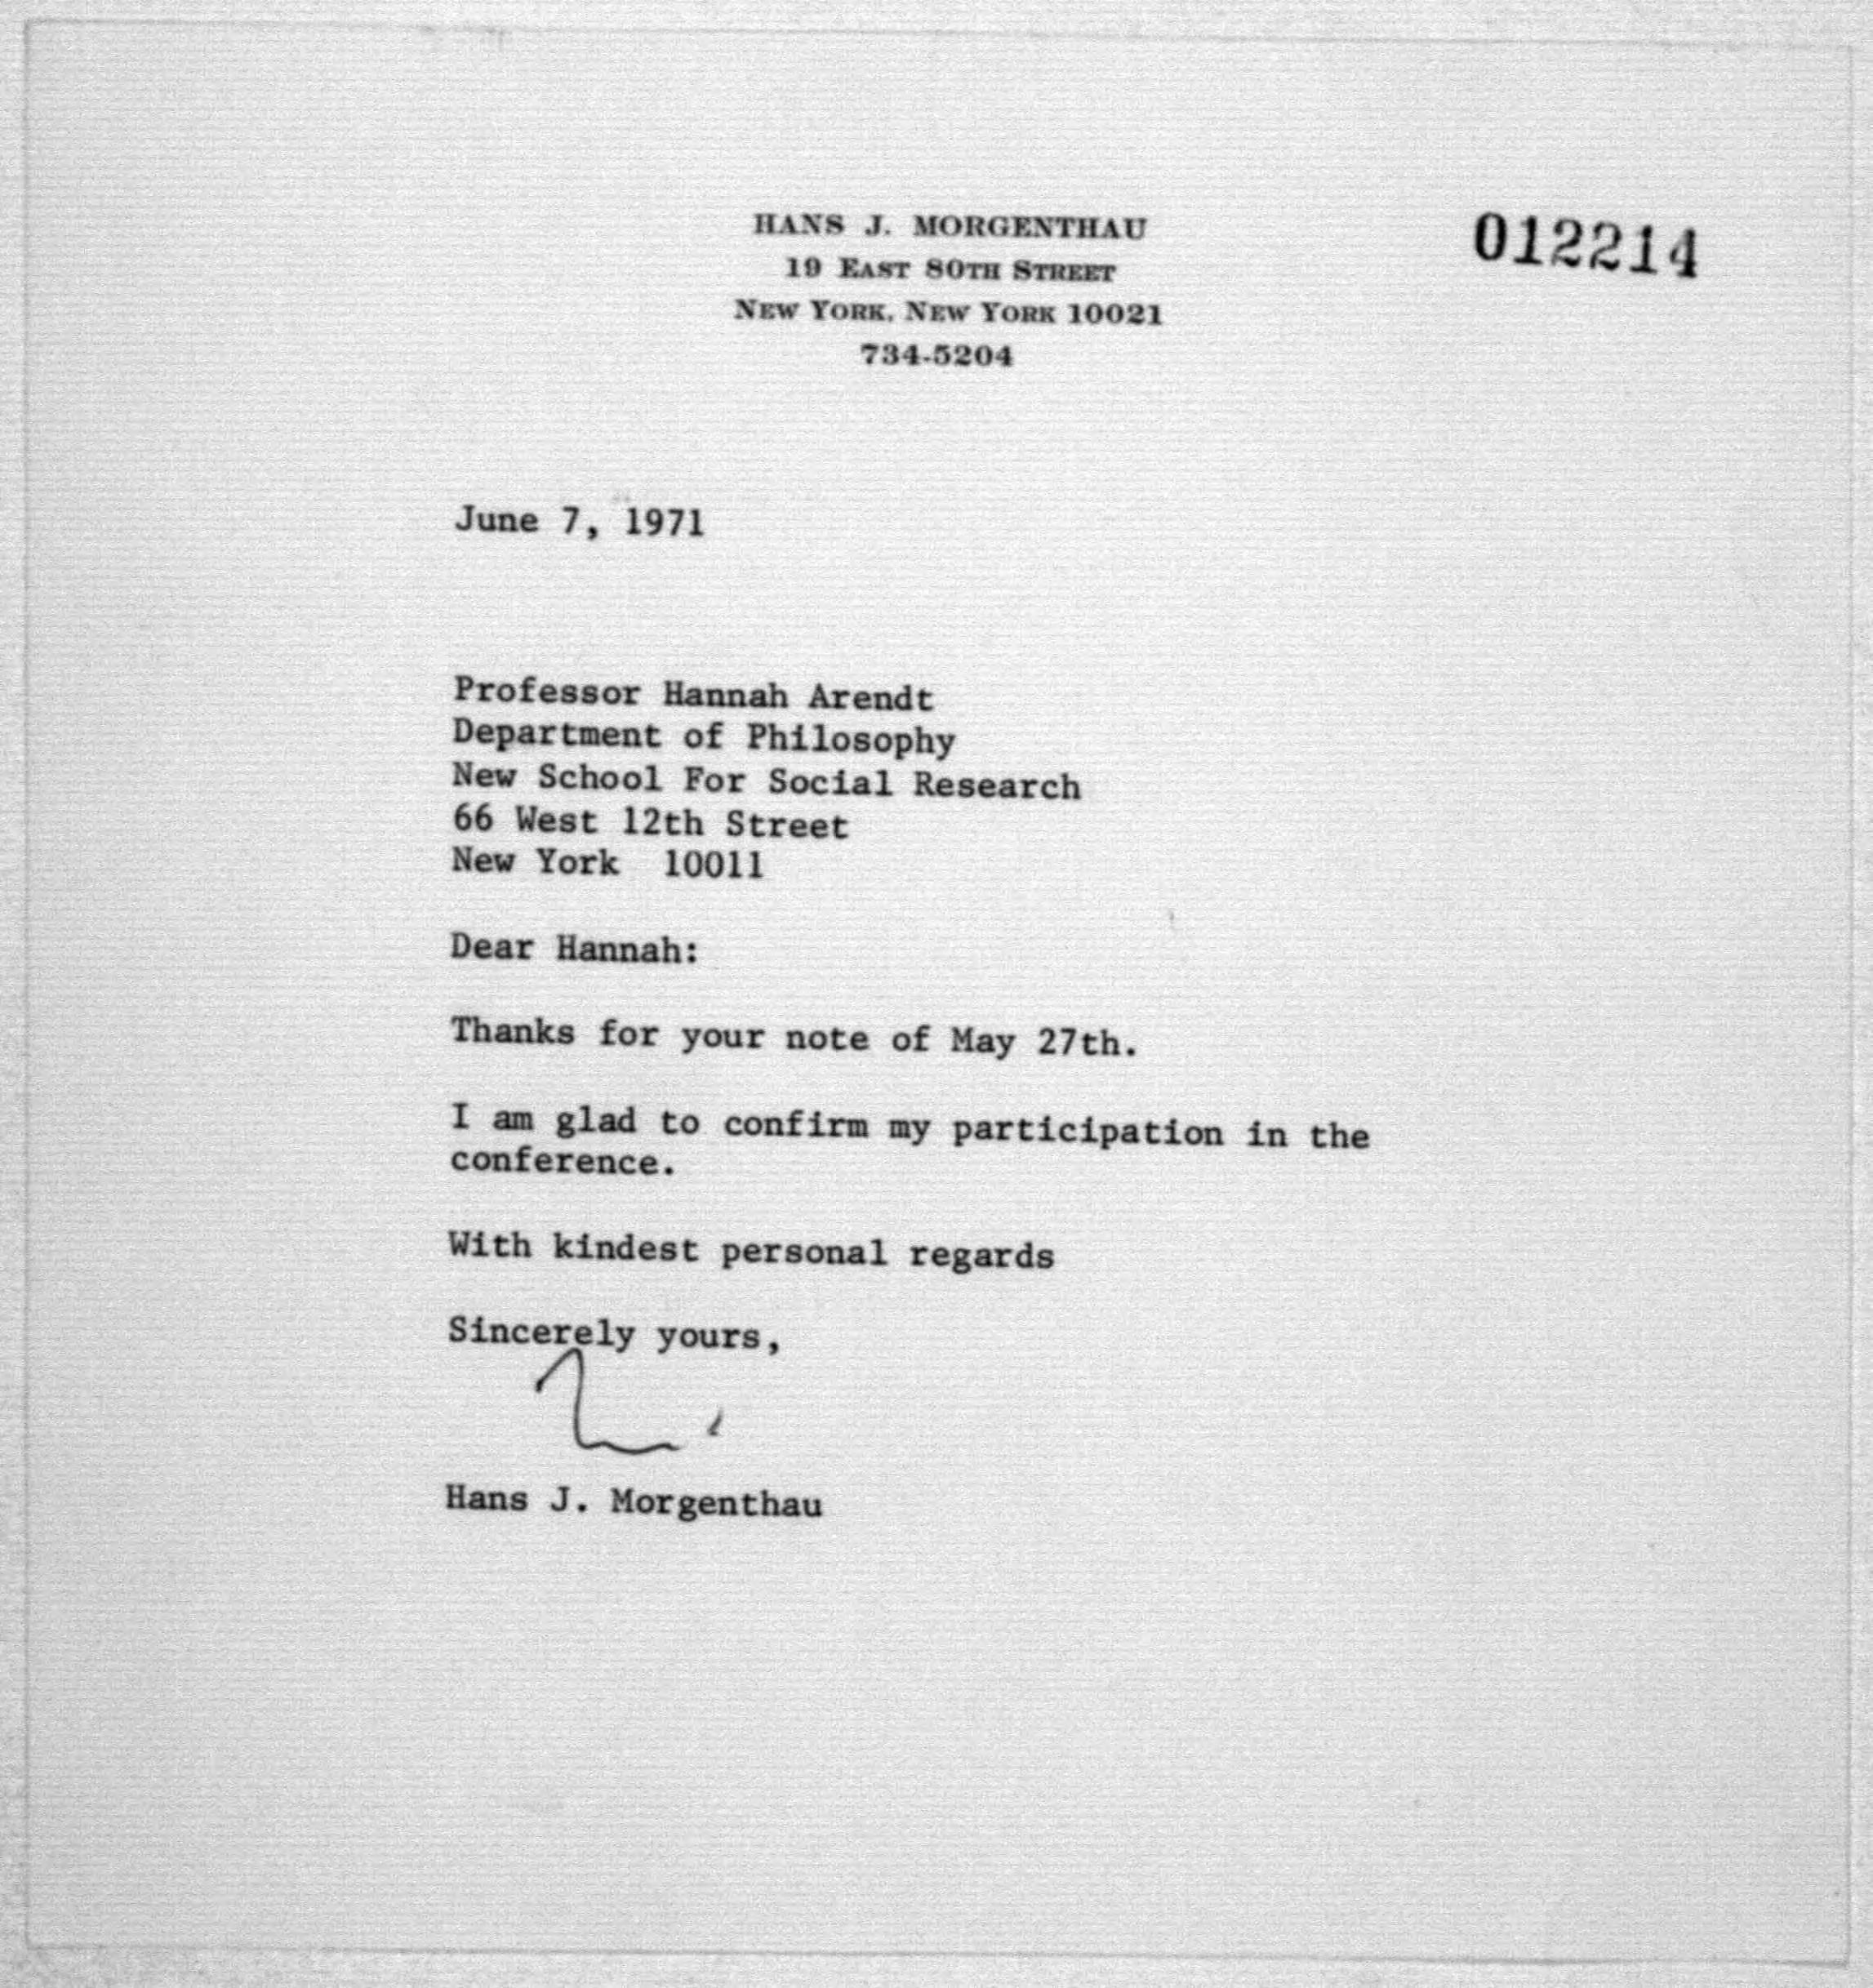 HANS J. MORGENTHAU
19 EAST 80TH STREET
NEW YORK, NEW YORK 10021
734-5204
012214
June 7, 1971
Professor Hannah Arendt
Department of Philosophy
New School For Social Research
66 West 12th Street
New York  10011
Dear Hannah:
Thanks for your note of May 27th.
I am glad to confirm my participation in the
conference.
With kindest personal regards
Sincerely yours,
Hans J. Morgenthau